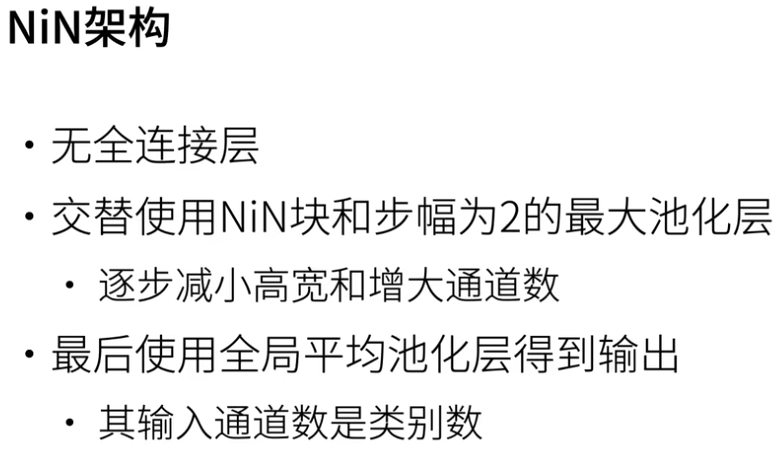 NiN架构
• 无全连接层
• 交替使用NiN块和步幅为2的最大池化层
• 逐步减小高宽和增大通道数
• 最后使用全局平均池化层得到输出
• 其输入通道数是类别数